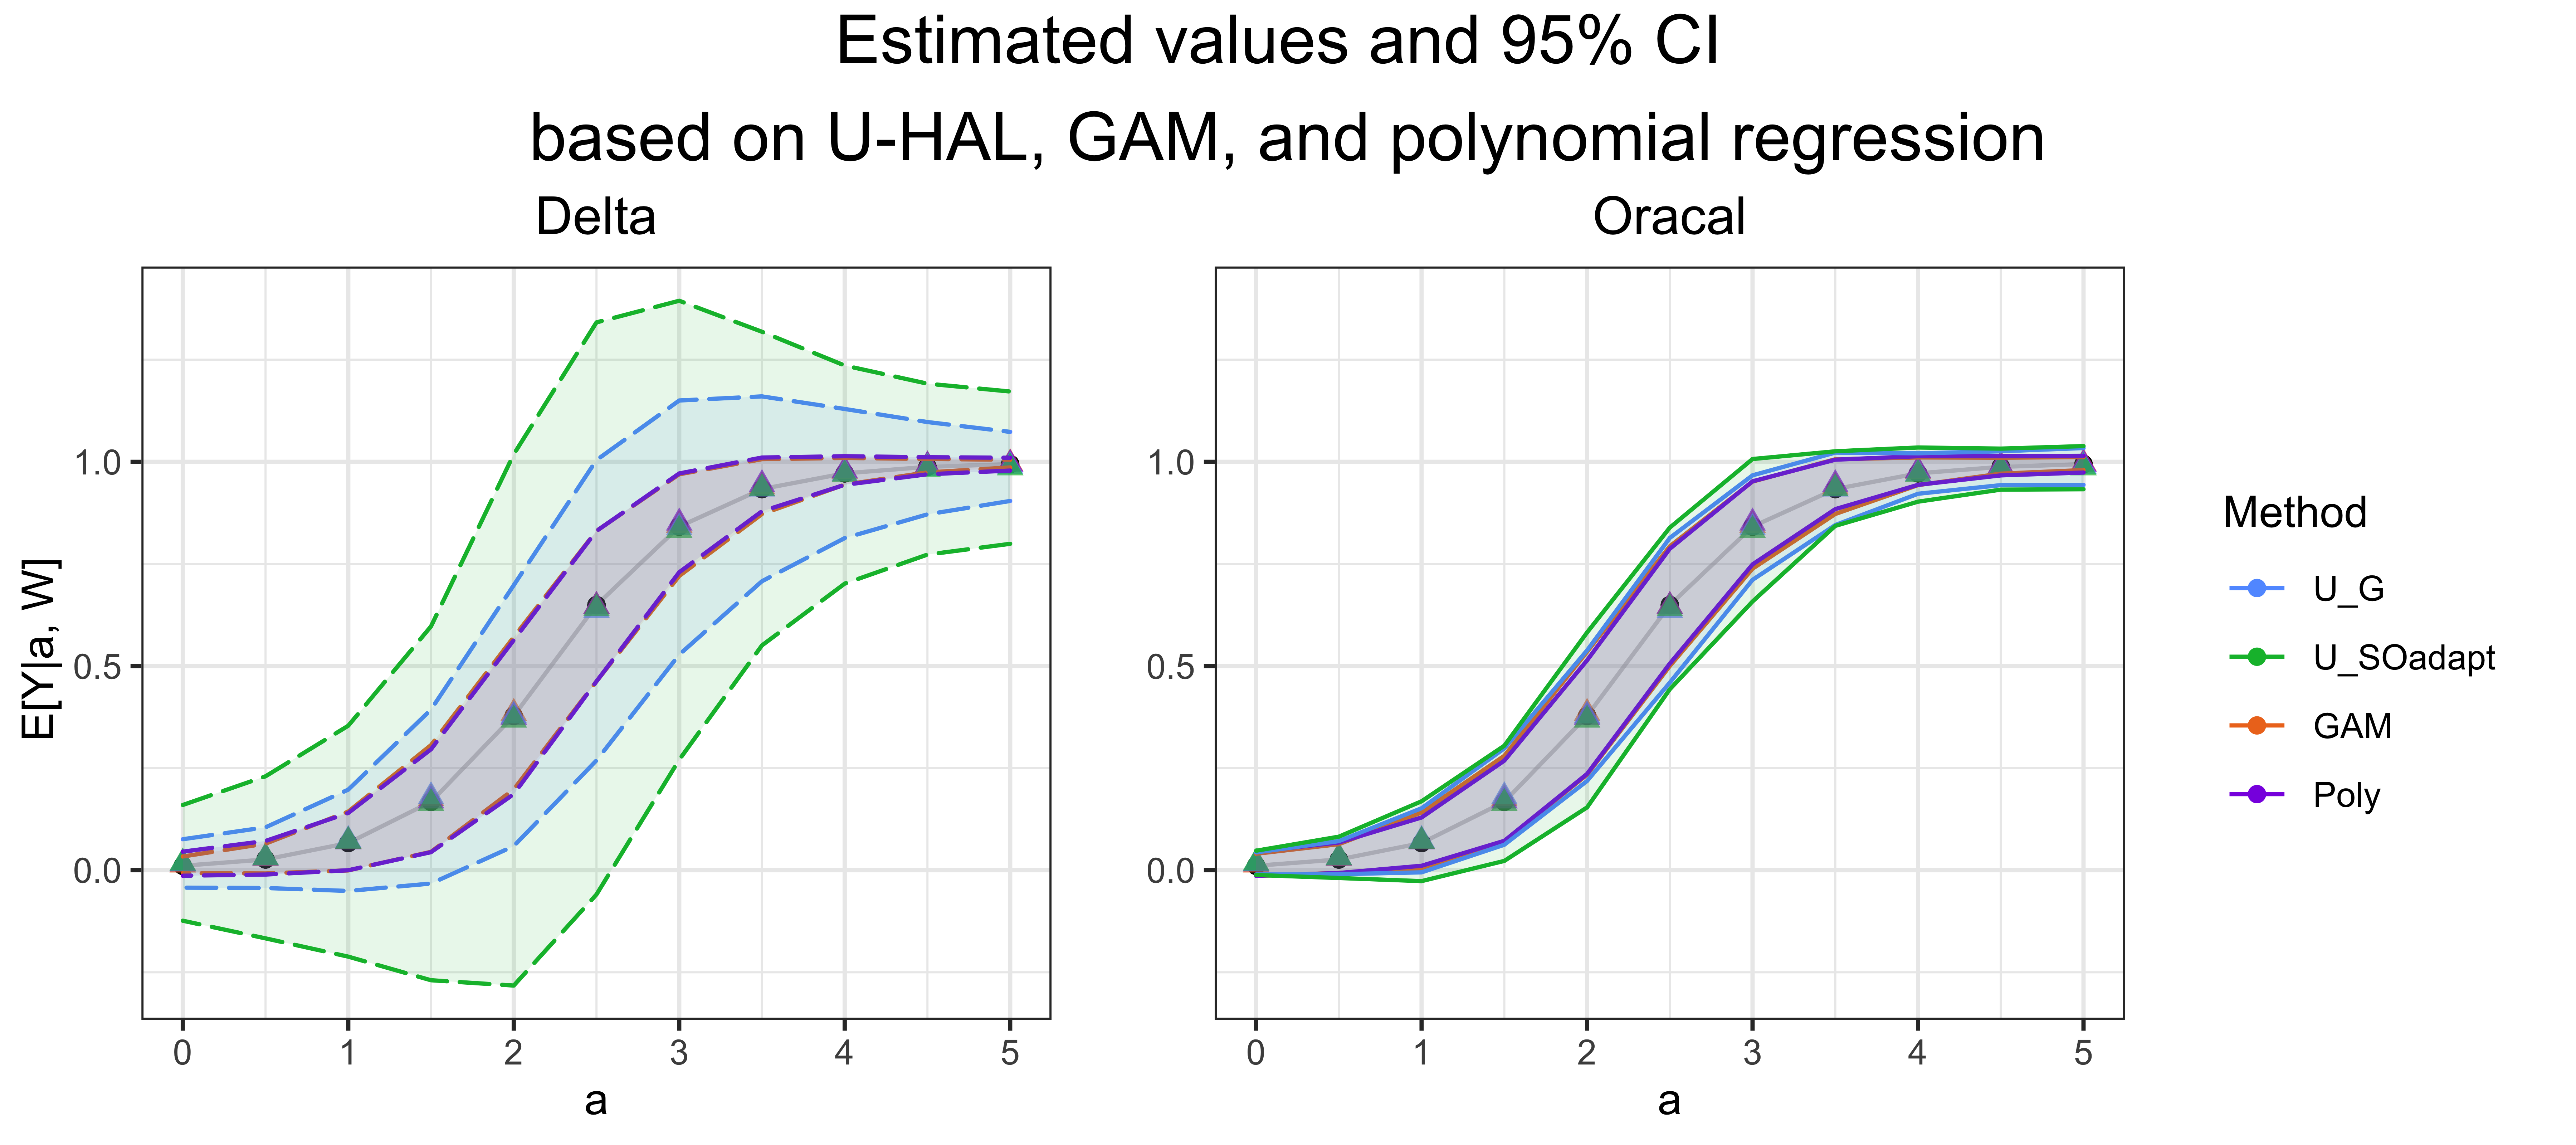 Estimated values and 95% CI
based on U-HAL, GAM, and polynomial regression
Delta
Oracal
E[Y|a, W]
1.0
0.5
0.0
0 1 2 3 4 5
a
1.0
0.5
0.0
0 1 2 3 4 5
a
Method
U_G
U_SOadapt
GAM
Poly